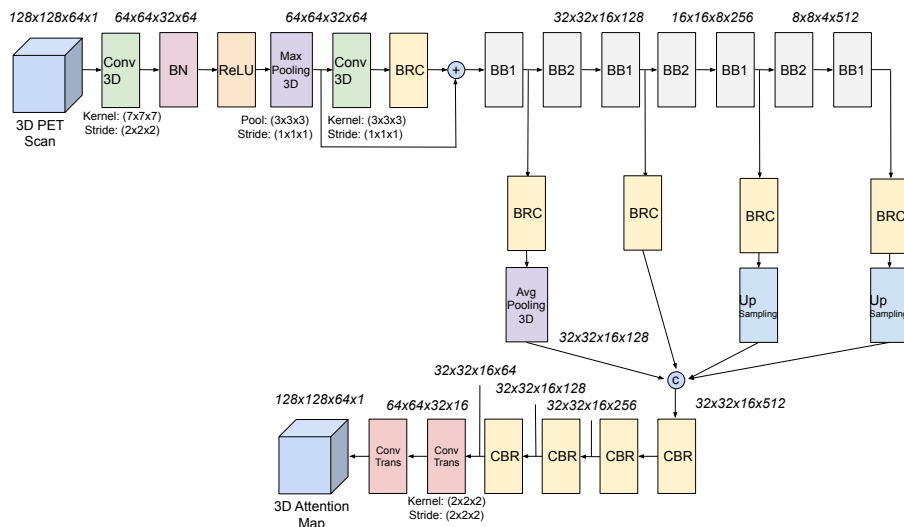 128x128x64x1
64x64x32x64
64x64x32x64
32x32x16x128
16x16x8x256
8x8x4x512
Conv
3D
BN
ReLU
Max
Pooling
3D
Conv
3D
BRC
+
BB1
BB2
BB1
BB2
BB1
BB2
BB1
3D PET
Scan
Kernel: (7x7x7)
Stride: (2x2x2)
Pool: (3x3x3)
Stride: (1x1x1)
Kernel: (3x3x3)
Stride: (1x1x1)
BRC
BRC
BRC
BRC
Avg
Pooling
3D
Up
Sampling
Up
Sampling
32x32x16x128
C
32x32x16x512
32x32x16x64
32x32x16x128
32x32x16x256
128x128x64x1
64x64x32x16
Conv
Trans
Conv
Trans
CBR
CBR
CBR
CBR
Kernel: (2x2x2)
Stride: (2x2x2)
3D Attention
Map